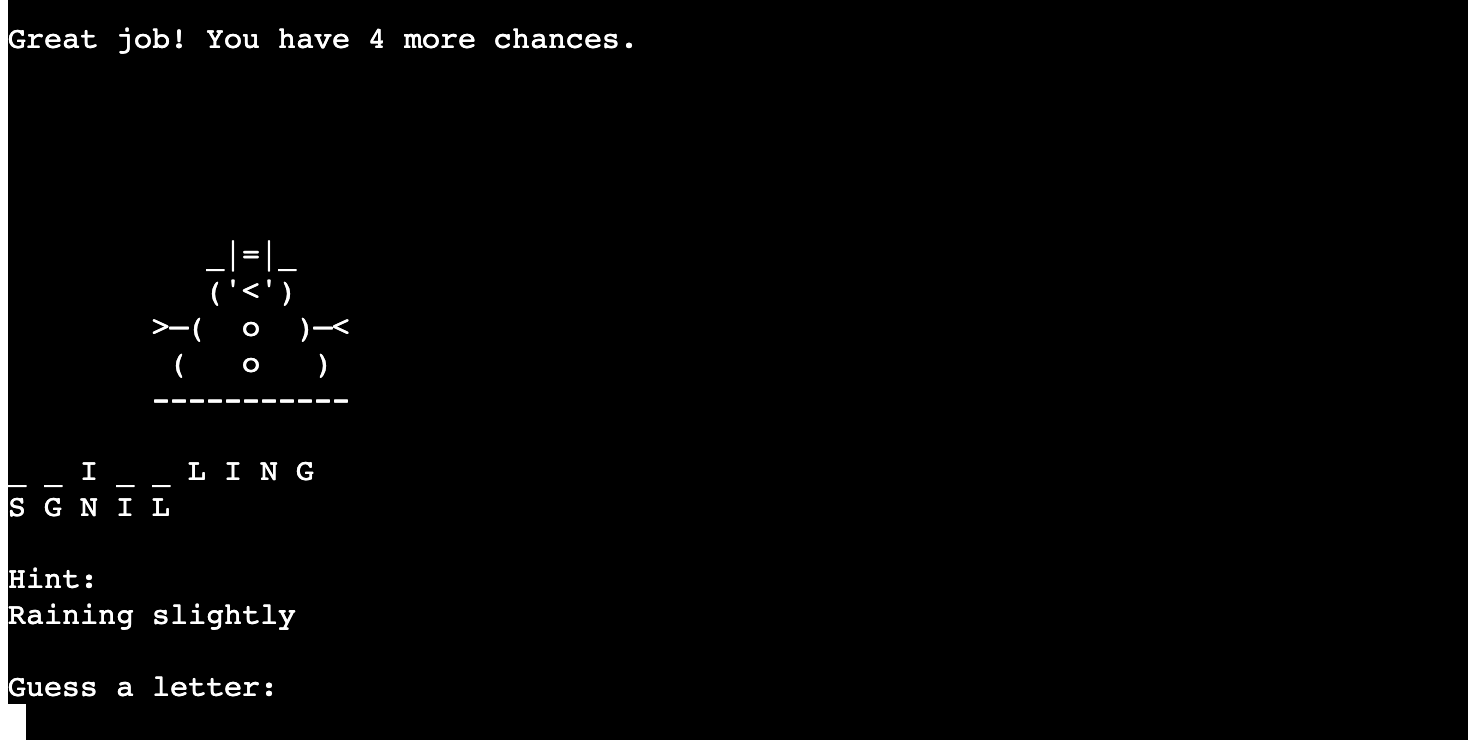 Great job! You have 4 more chances.
_|=|_
('<')
>-(  o  )-<
(   o   )
-----------
_ _ I _ _ L I N G
S G N I L
Hint:
Raining slightly
Guess a letter: